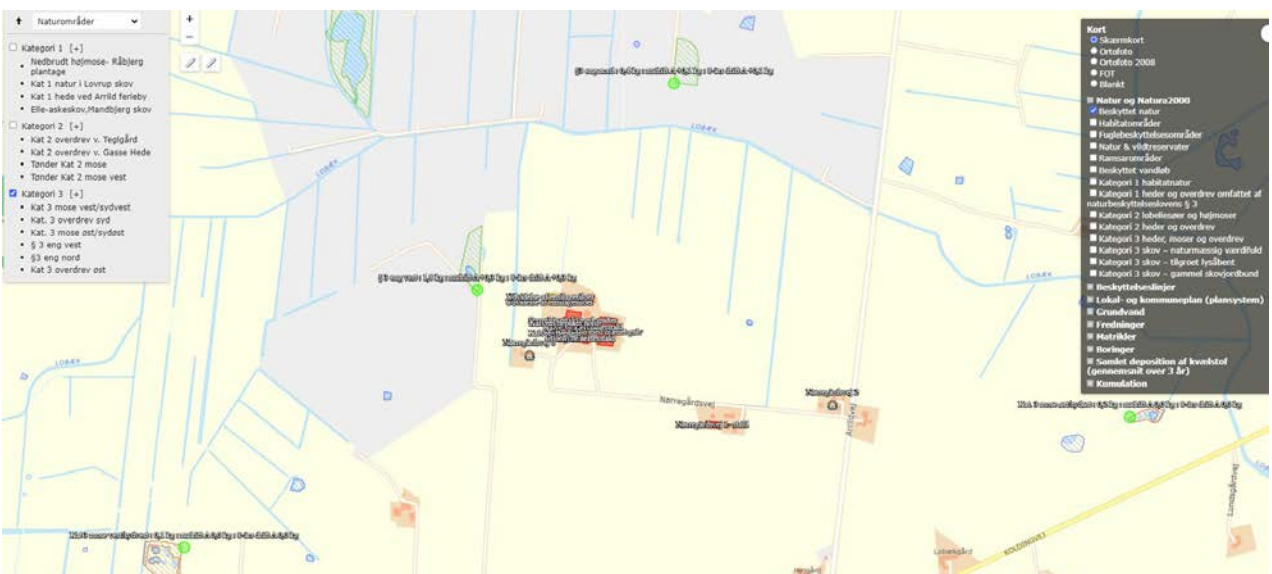 Naturområder
Kategori 1 [+]
Nedbrudt højmose- Råbjerg
plantage
Kat 1 natur i Lovrup skov
Kat 1 hede ved Arrild ferieby
Elle-askeskov,Mandbjerg skov
Kategori 2 [+]
Kat 2 overdrev v. Teglgård
Kat 2 overdrev v. Gasse Hede
Tønder Kat 2 mose
Tønder Kat 2 mose vest
Kategori 3 [+]
Kat 3 mose vest/sydvest
Kat. 3 overdrev syd
Kat. 3 mose øst/sydøst
§ 3 eng vest
§3 eng nord
Kat 3 overdrev øst
+
−
LOBÆK
LOBÆK
LOBÆK
LOBÆK
Nørregårdsvej
Nørregårdsvej 2
Arrildvej
KOLDINGVEJ
Lobækgård
Landsgårdvej
Kort
Skærmkort
Ortofoto
Ortofoto 2008
FOT
Blankt
Natur og Natura2000
Beskyttet natur
Habitatområder
Fuglebeskyttelsesområder
Natur & vildtreservater
Ramsarområder
Beskyttet vandløb
Kategori 1 habitatnatur
Kategori 1 heder og overdrev omfattet af
naturbeskyttelseslovens § 3
Kategori 2 lobeliesøer og højmoser
Kategori 2 heder og overdrev
Kategori 3 heder, moser og overdrev
Kategori 3 skov – naturmæssig værdifuld
Kategori 3 skov – tilgroet lysåbent
Kategori 3 skov – gammel skovjordbund
Beskyttelseslinjer
Lokal- og kommuneplan (plansystem)
Grundvand
Fredninger
Matrikler
Boringer
Samlet deposition af kvælstof
(gennemsnit over 3 år)
Kumulation